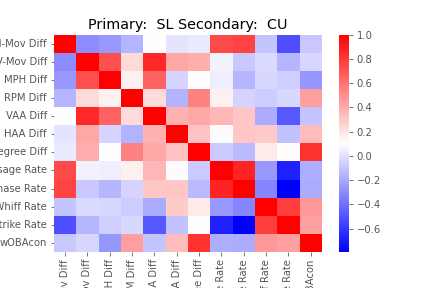 Primary:  SL Secondary:  CU
-Mov Diff
-Mov Diff
MPH Diff
RPM Diff
VAA Diff
HAA Diff
egree Diff
sage Rate
hase Rate
Whiff Rate
trike Rate
wOBAcon
v Diff
ov Diff
H Diff
M Diff
A Diff
A Diff
e Diff
e Rate
e Rate
ff Rate
e Rate
BAcon
1.0
0.8
0.6
0.4
0.2
0.0
−0.2
−0.4
−0.6